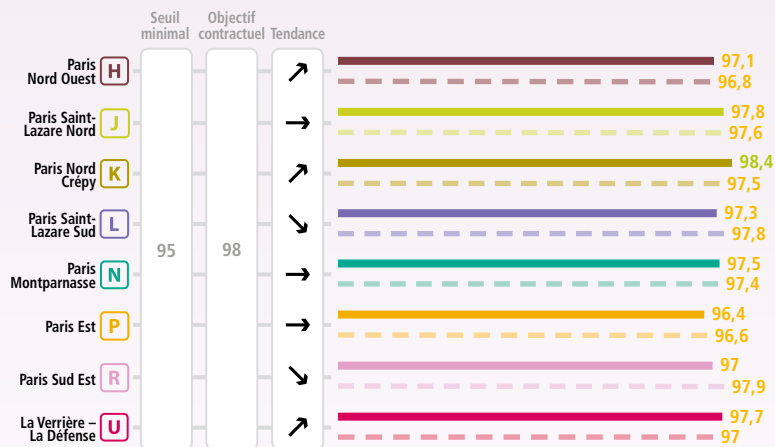 Seuil
minimal
Objectif
contractuel
Tendance
Paris
Nord Ouest
H
97,1
96,8
Paris Saint-
Lazare Nord
J
97,8
97,6
Paris Nord
Crépy
K
98,4
97,5
Paris Saint-
Lazare Sud
L
97,3
97,8
95
98
Paris
Montparnasse
N
97,5
97,4
Paris Est
P
96,4
96,6
Paris Sud Est
R
97
97,9
La Verrière –
La Défense
U
97,7
97